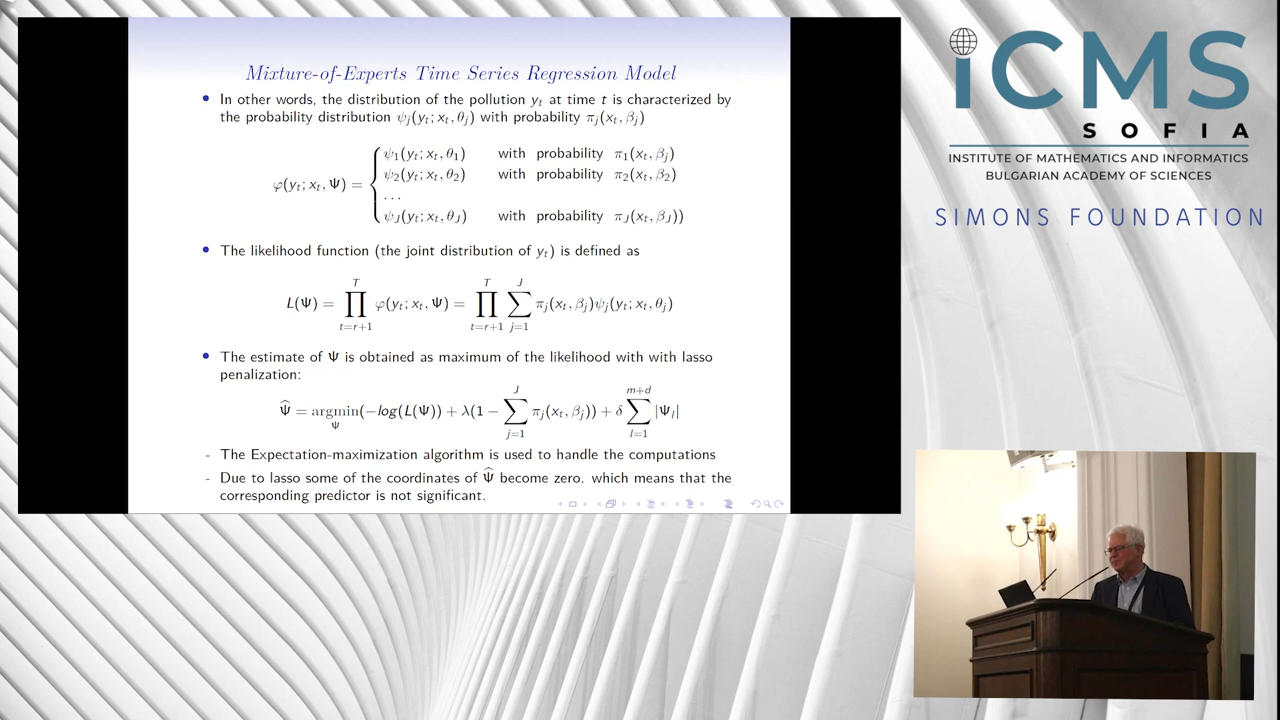 Mixture-of-Experts Time Series Regression Model
In other words, the distribution of the pollution y_t at time t is characterized by
the probability distribution ψ_j(y_t; x_t, θ_j) with probability π_j(x_t, β_j)
ψ_1(y_t; x_t, θ_1) with probability π_1(x_t, β_j)
φ(y_t; x_t, Ψ) = { ψ_2(y_t; x_t, θ_2) with probability π_2(x_t, β_2)
...
ψ_J(y_t; x_t, θ_J) with probability π_J(x_t, β_J))
The likelihood function (the joint distribution of y_t) is defined as
L(Ψ) = ∏_{t=r+1}^{T} φ(y_t; x_t, Ψ) = ∏_{t=r+1}^{T} ∑_{j=1}^{J} π_j(x_t, β_j)ψ_j(y_t; x_t, θ_j)
The estimate of Ψ is obtained as maximum of the likelihood with with lasso
penalization:
Ψ̂ = argmin_Ψ (−log(L(Ψ)) + λ(1 − ∑_{j=1}^{J} π_j(x_t, β_j)) + δ ∑_{l=1}^{m+d} |Ψ_l|
- The Expectation-maximization algorithm is used to handle the computations
- Due to lasso some of the coordinates of Ψ̂ become zero. which means that the
corresponding predictor is not significant.
iCMS
SOFIA
INSTITUTE OF MATHEMATICS AND INFORMATICS
BULGARIAN ACADEMY OF SCIENCES
SIMONS FOUNDATION